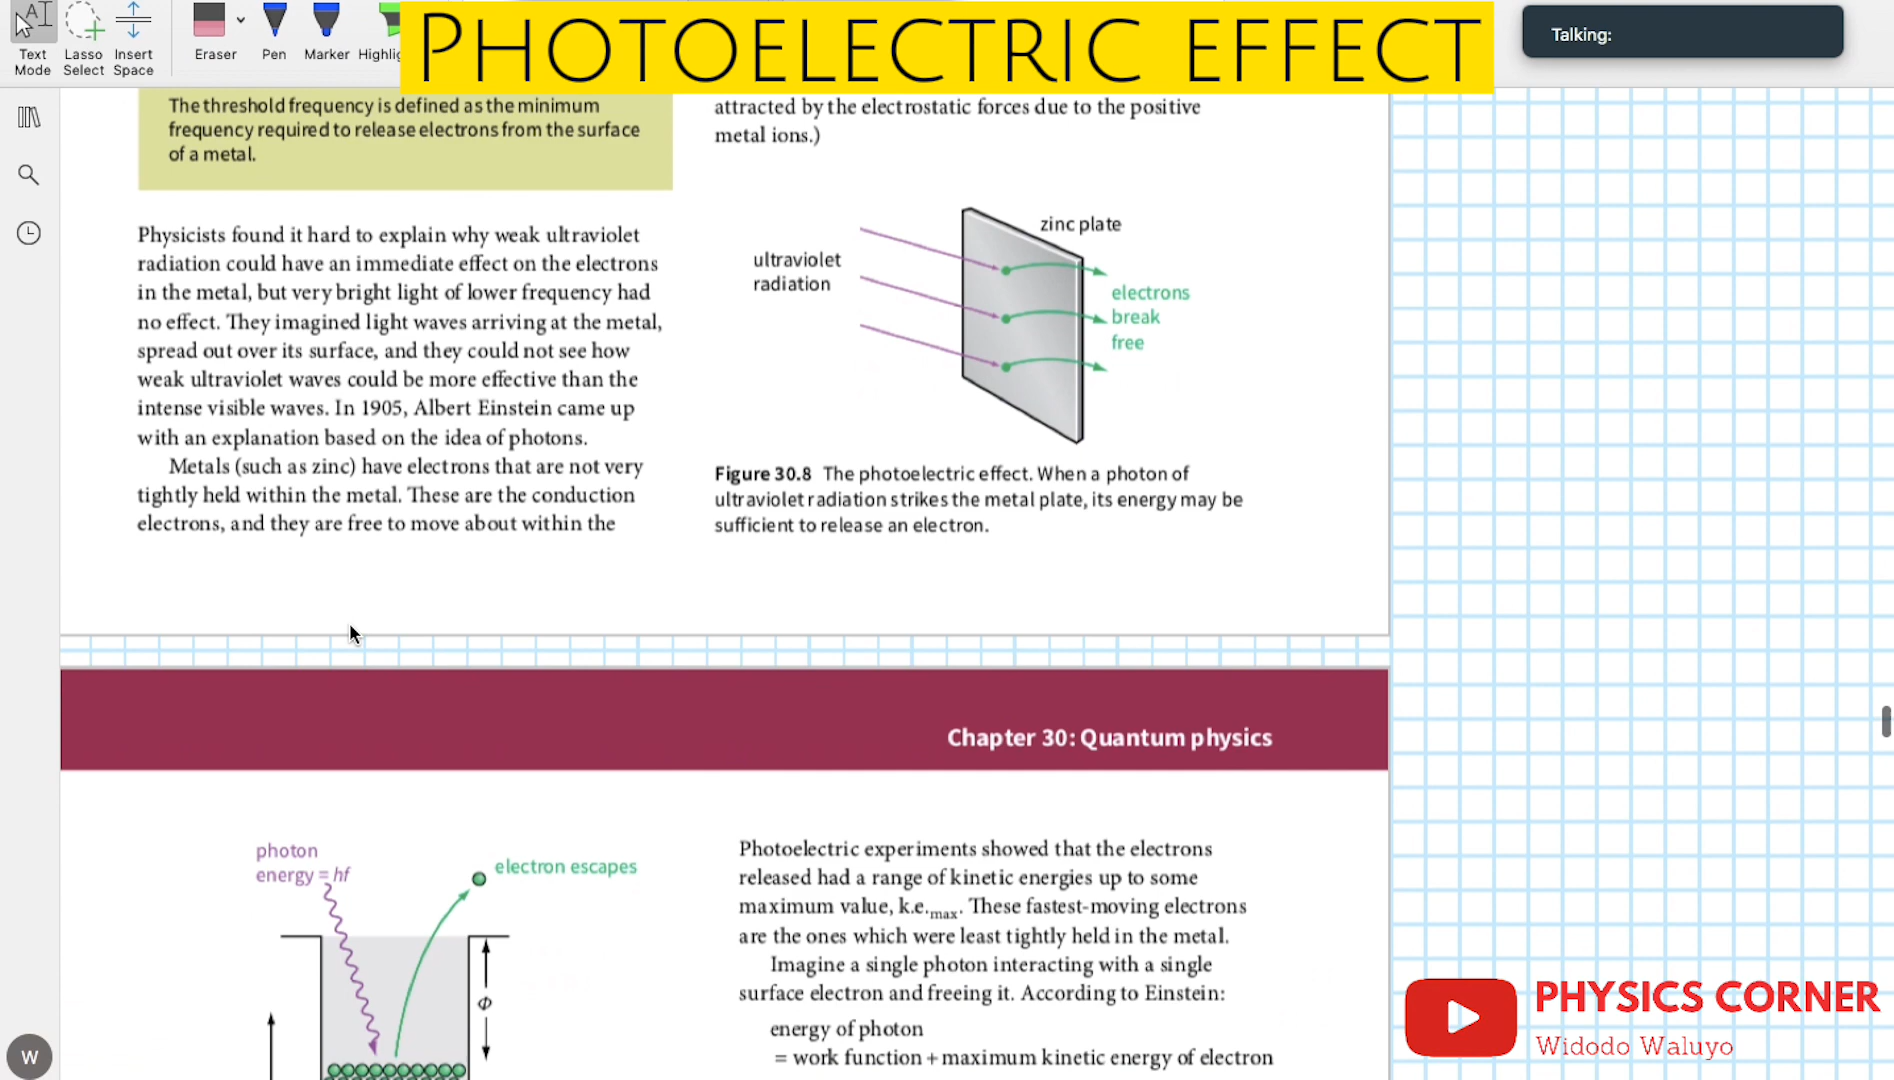 PHOTOELECTRIC EFFECT
Talking:
Text Mode
Lasso Select
Insert Space
Eraser
Pen
Marker
Highlig
The threshold frequency is defined as the minimum
frequency required to release electrons from the surface
of a metal.
Physicists found it hard to explain why weak ultraviolet
radiation could have an immediate effect on the electrons
in the metal, but very bright light of lower frequency had
no effect. They imagined light waves arriving at the metal,
spread out over its surface, and they could not see how
weak ultraviolet waves could be more effective than the
intense visible waves. In 1905, Albert Einstein came up
with an explanation based on the idea of photons.
Metals (such as zinc) have electrons that are not very
tightly held within the metal. These are the conduction
electrons, and they are free to move about within the
attracted by the electrostatic forces due to the positive
metal ions.)
zinc plate
ultraviolet
radiation
electrons
break
free
Figure 30.8 The photoelectric effect. When a photon of
ultraviolet radiation strikes the metal plate, its energy may be
sufficient to release an electron.
Chapter 30: Quantum physics
photon
energy = hf
electron escapes
Φ
Photoelectric experiments showed that the electrons
released had a range of kinetic energies up to some
maximum value, k.e.max. These fastest-moving electrons
are the ones which were least tightly held in the metal.
Imagine a single photon interacting with a single
surface electron and freeing it. According to Einstein:
energy of photon
= work function + maximum kinetic energy of electron
W
PHYSICS CORNER
Widodo Waluyo